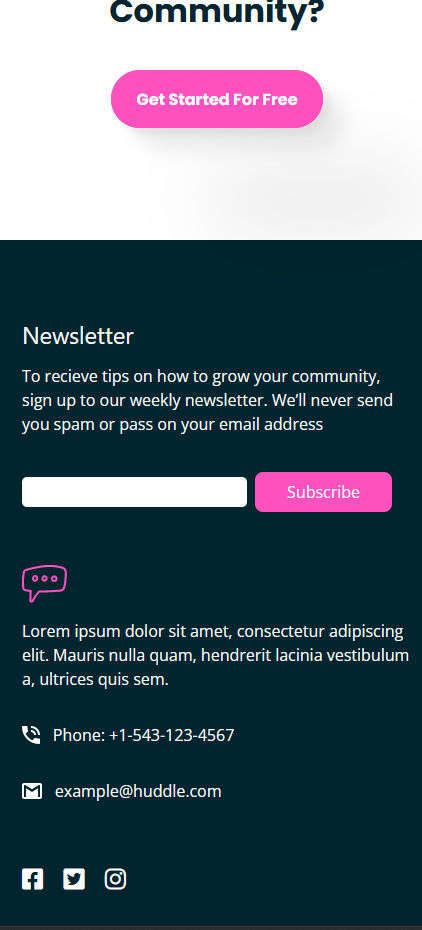 Community?
Get Started For Free
Newsletter
To recieve tips on how to grow your community,
sign up to our weekly newsletter. We’ll never send
you spam or pass on your email address
Subscribe
Lorem ipsum dolor sit amet, consectetur adipiscing
elit. Mauris nulla quam, hendrerit lacinia vestibulum
a, ultrices quis sem.
Phone: +1-543-123-4567
example@huddle.com